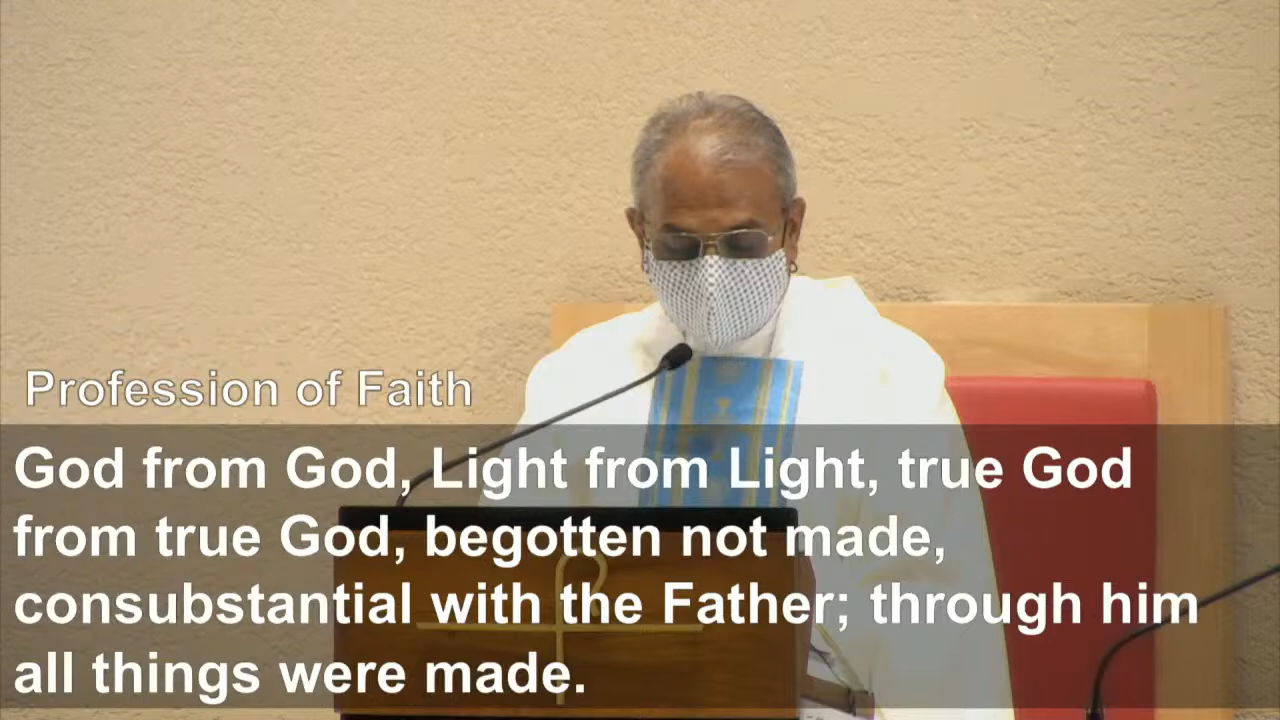 Profession of Faith
God from God, Light from Light, true God
from true God, begotten not made,
consubstantial with the Father; through him
all things were made.